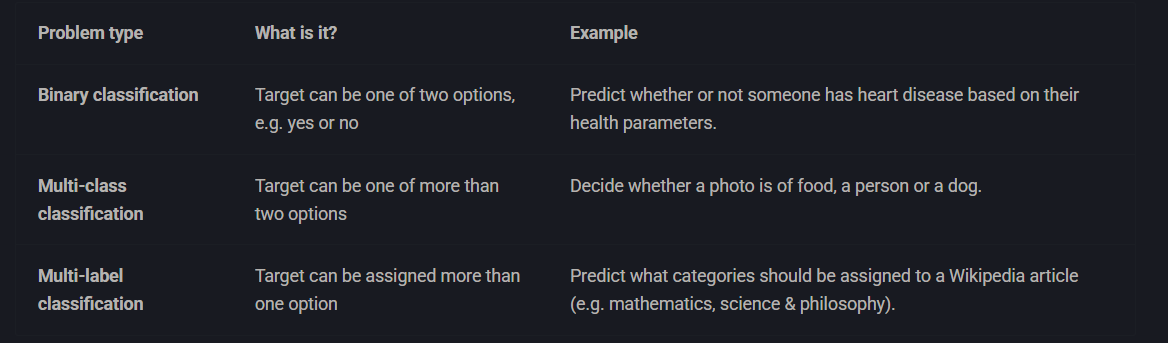 Problem type What is it? Example
Binary classification Target can be one of two options, Predict whether or not someone has heart disease based on their
e.g. yes or no health parameters.
Multi-class Target can be one of more than Decide whether a photo is of food, a person or a dog.
classification two options
Multi-label Target can be assigned more than Predict what categories should be assigned to a Wikipedia article
classification one option (e.g. mathematics, science & philosophy).